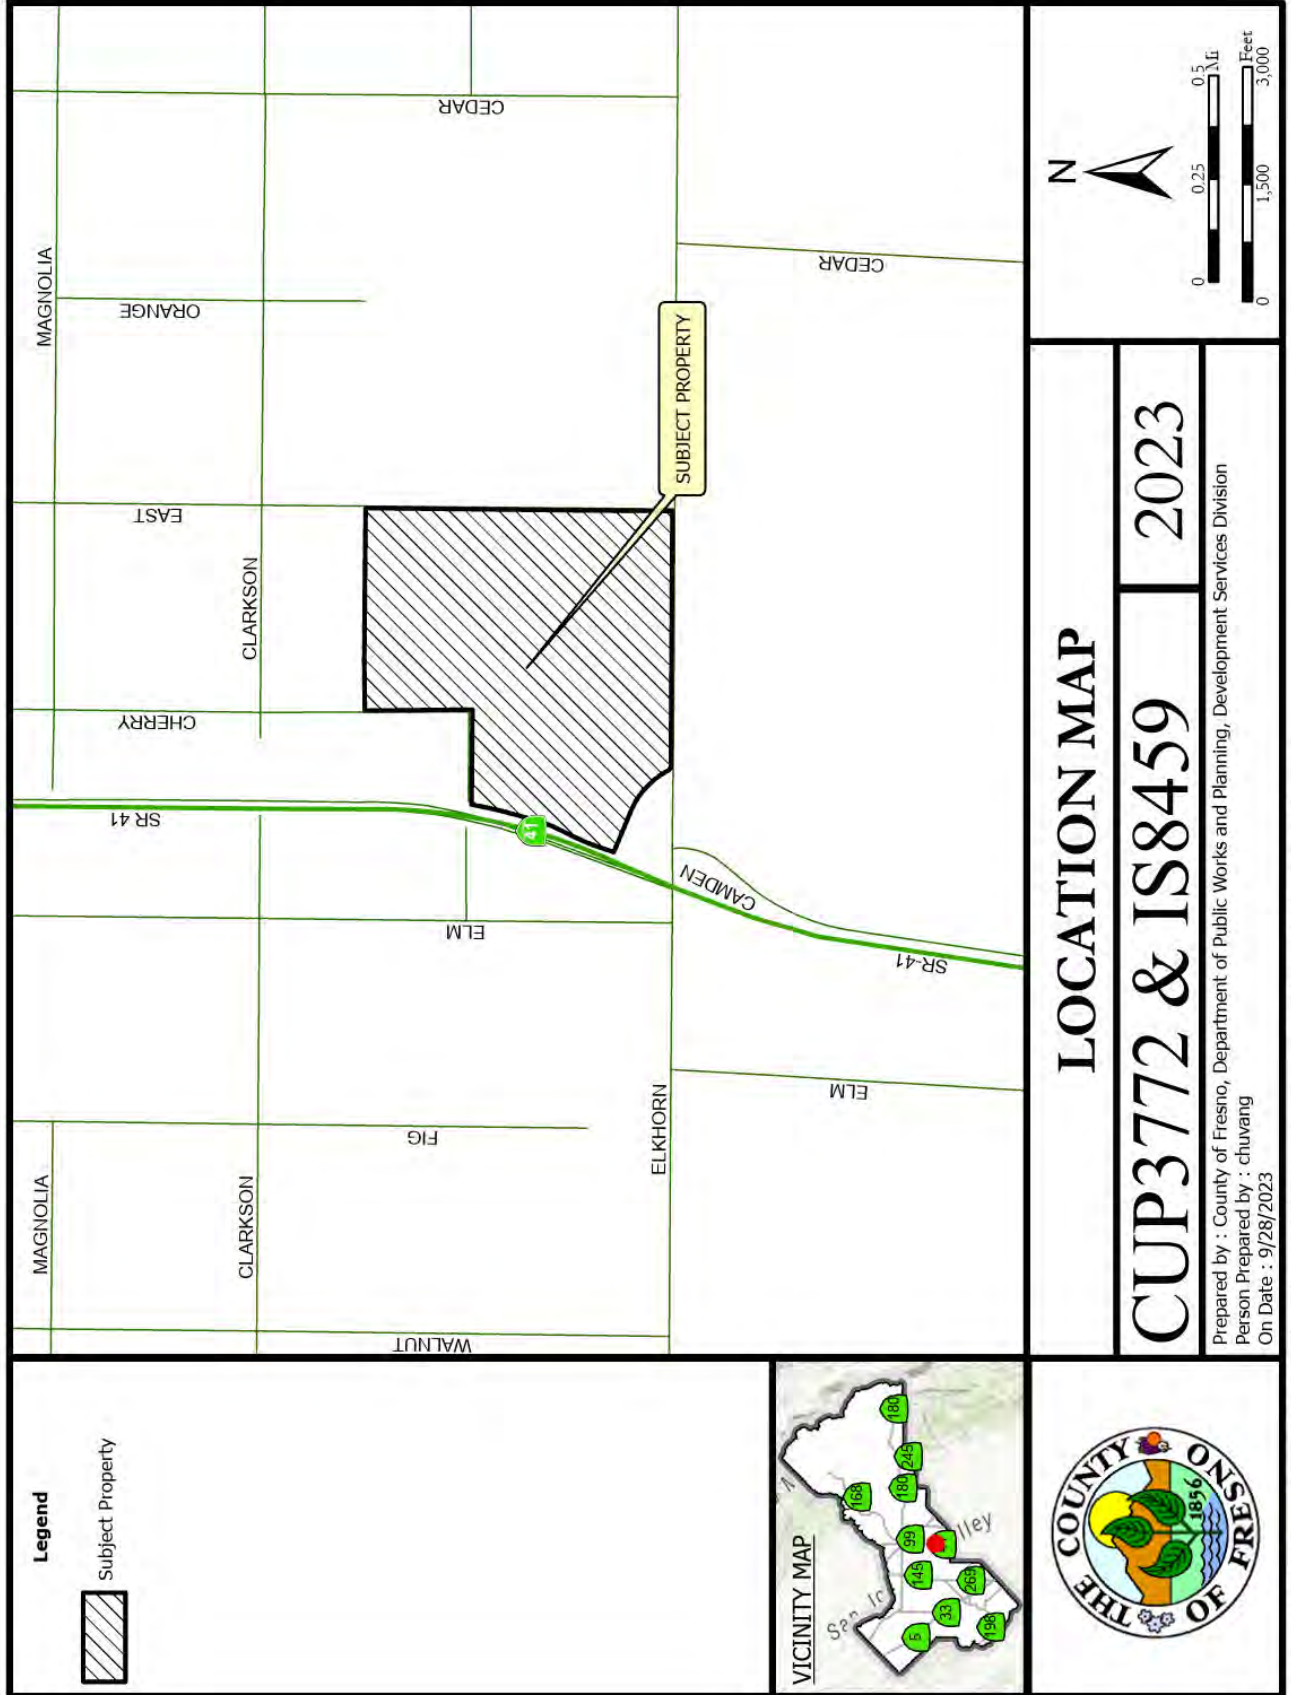 Legend
Subject Property
VICINITY MAP
168
180
245
180
99
145
269
33
5
198
lley
MAGNOLIA
MAGNOLIA
CLARKSON
CLARKSON
ELKHORN
WALNUT
FIG
ELM
ELM
SR 41
41
SR-41
CAMDEN
CHERRY
EAST
ORANGE
CEDAR
CEDAR
SUBJECT PROPERTY
THE COUNTY OF FRESNO
1856
LOCATION MAP
CUP3772 & IS8459
2023
Prepared by : County of Fresno, Department of Public Works and Planning, Development Services Division
Person Prepared by : chuvang
On Date : 9/28/2023
N
0 0.25 0.5
Mi
Feet
0 1,500 3,000